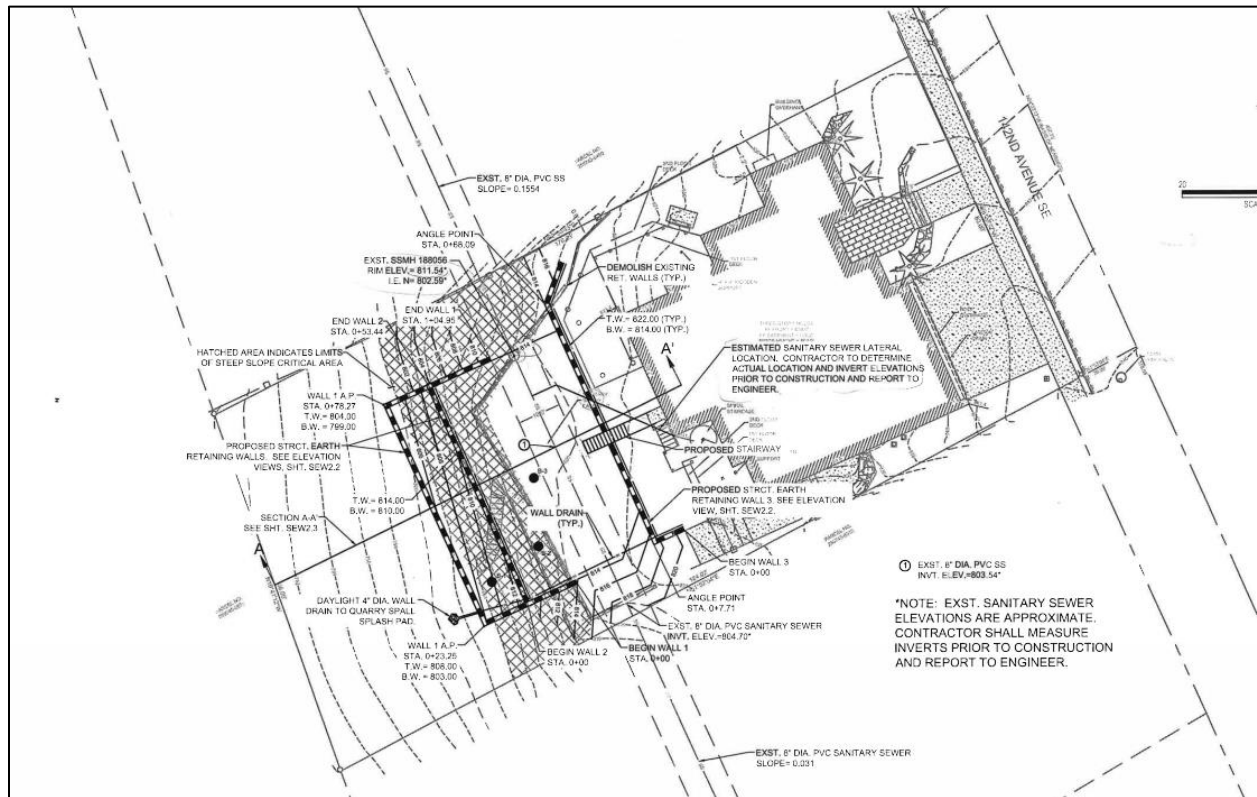 142ND AVENUE SE
20
EXST. 8" DIA. PVC SS
SLOPE= 0.1554
ANGLE POINT
STA. 0+68.09
EXST. SSMH 188056
RIM ELEV.= 811.54*
I.E. N= 802.59*
END WALL 1
STA. 1+04.95
END WALL 2
STA. 0+53.44
HATCHED AREA INDICATES LIMITS
OF STEEP SLOPE CRITICAL AREA
WALL 1 A.P.
STA. 0+78.27
T.W.= 804.00
B.W.= 799.00
PROPOSED STRCT. EARTH
RETAINING WALLS. SEE ELEVATION
VIEWS, SHT. SEW2.2
T.W.= 814.00
B.W.= 810.00
SECTION A-A'
SEE SHT. SEW2.3
A
DAYLIGHT 4" DIA. WALL
DRAIN TO QUARRY SPALL
SPLASH PAD.
WALL 1 A.P.
STA. 0+23.25
T.W.= 808.00
B.W.= 803.00
BUILDING
OVERHANG
DEMOLISH EXISTING
RET. WALLS (TYP.)
T.W.= 822.00 (TYP.)
B.W.= 814.00 (TYP.)
A'
ESTIMATED SANITARY SEWER LATERAL
LOCATION. CONTRACTOR TO DETERMINE
ACTUAL LOCATION AND INVERT ELEVATIONS
PRIOR TO CONSTRUCTION AND REPORT TO
ENGINEER.
SPIRAL
STAIRCASE
PROPOSED STAIRWAY
1
B-3
B-2
WALL DRAIN
(TYP.)
PROPOSED STRCT. EARTH
RETAINING WALL 3. SEE ELEVATION
VIEW, SHT. SEW2.2.
BEGIN WALL 3
STA. 0+00
ANGLE POINT
STA. 0+7.71
EXST. 8" DIA. PVC SANITARY SEWER
INVT. ELEV.=804.70*
BEGIN WALL 1
STA. 0+00
BEGIN WALL 2
STA. 0+00
1 EXST. 8" DIA. PVC SS
INVT. ELEV.=803.54*
*NOTE: EXST. SANITARY SEWER
ELEVATIONS ARE APPROXIMATE.
CONTRACTOR SHALL MEASURE
INVERTS PRIOR TO CONSTRUCTION
AND REPORT TO ENGINEER.
EXST. 8" DIA. PVC SANITARY SEWER
SLOPE= 0.031